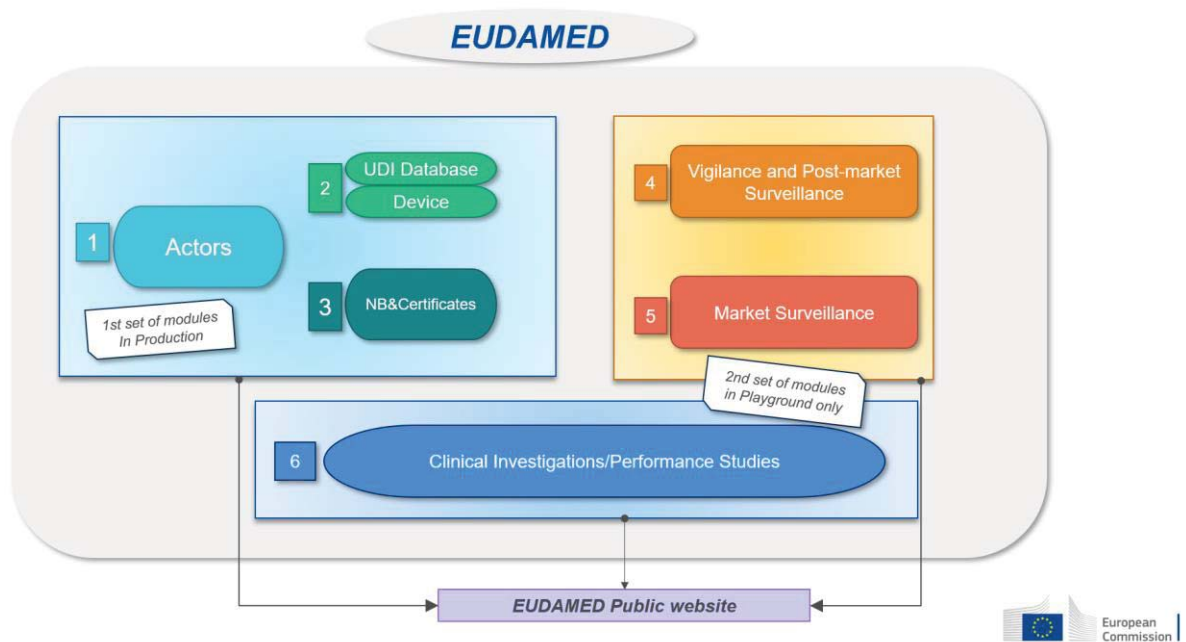 EUDAMED
1
Actors
1st set of modules
In Production
2
UDI Database
Device
3
NB&Certificates
4
Vigilance and Post-market
Surveillance
5
Market Surveillance
2nd set of modules
in Playground only
6
Clinical Investigations/Performance Studies
EUDAMED Public website
European
Commission